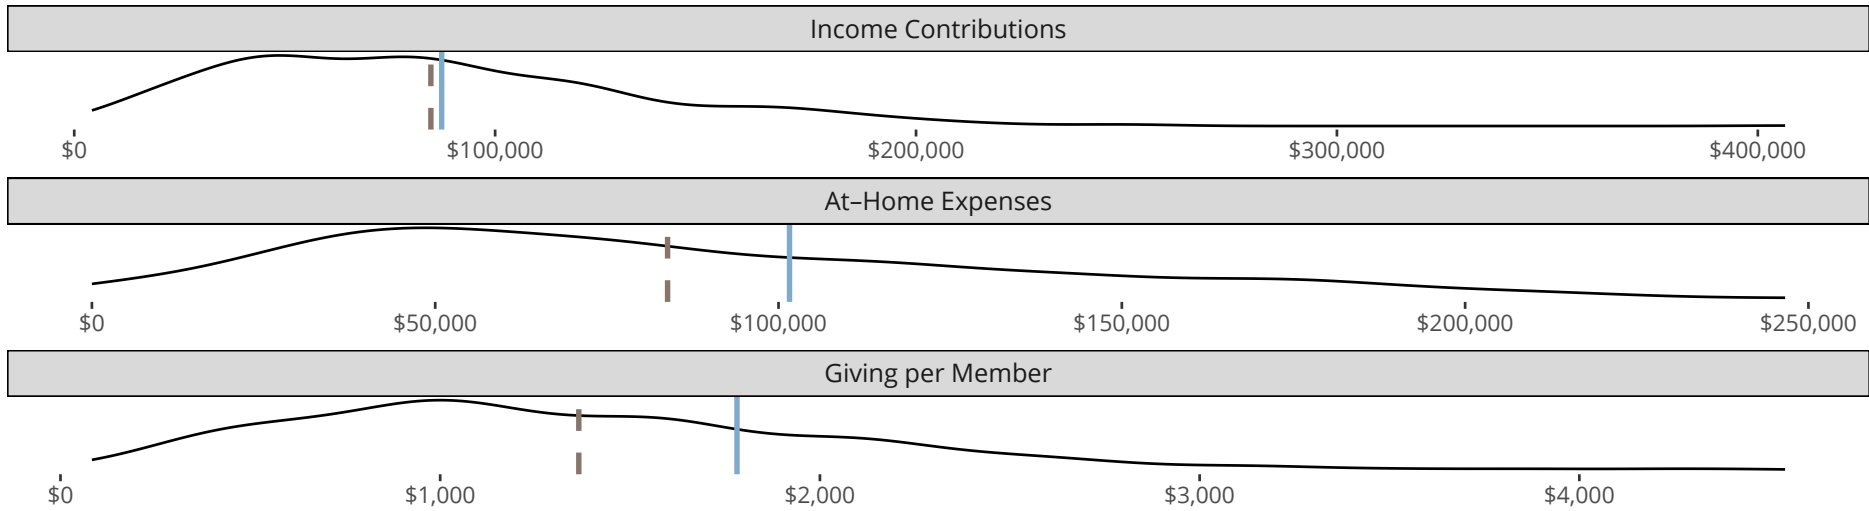 Income Contributions
$0 $100,000 $200,000 $300,000 $400,000
At–Home Expenses
$0 $50,000 $100,000 $150,000 $200,000 $250,000
Giving per Member
$0 $1,000 $2,000 $3,000 $4,000